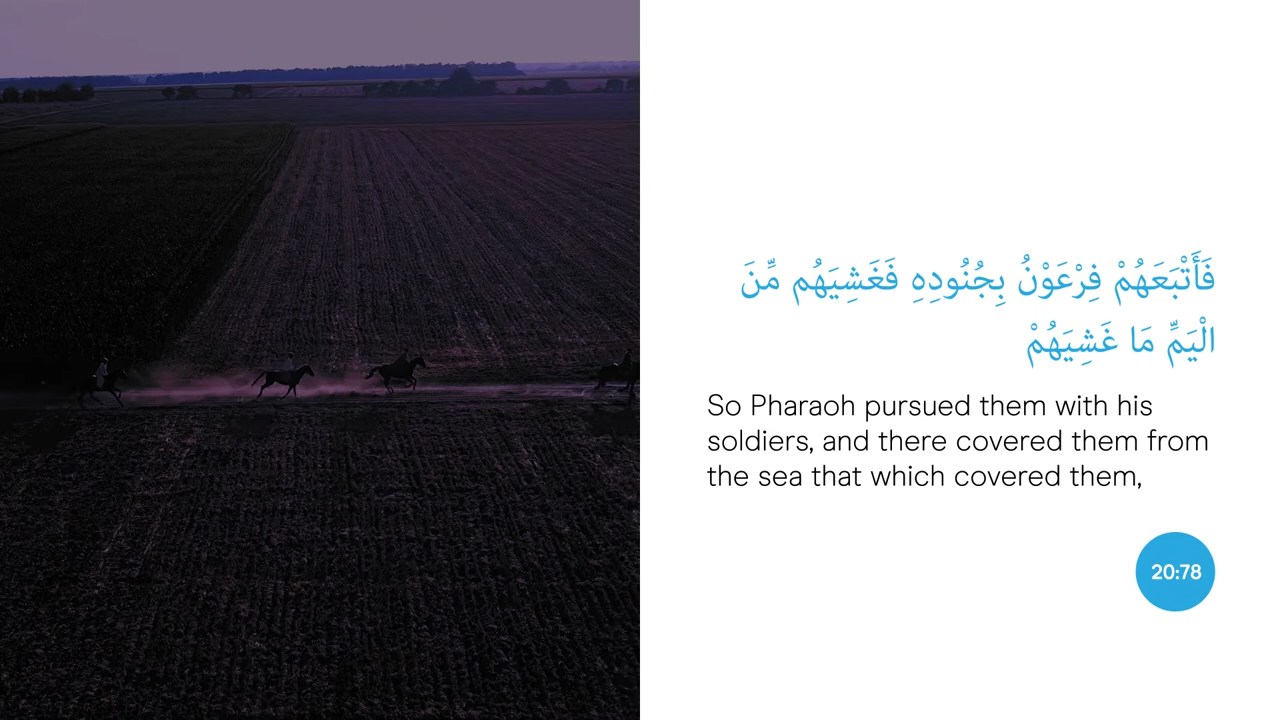 فَأَتْبَعَهُمْ فِرْعَوْنُ بِجُنُودِهِ فَغَشِيَهُم مِّنَ
الْيَمِّ مَا غَشِيَهُمْ
So Pharaoh pursued them with his
soldiers, and there covered them from
the sea that which covered them,
20:78